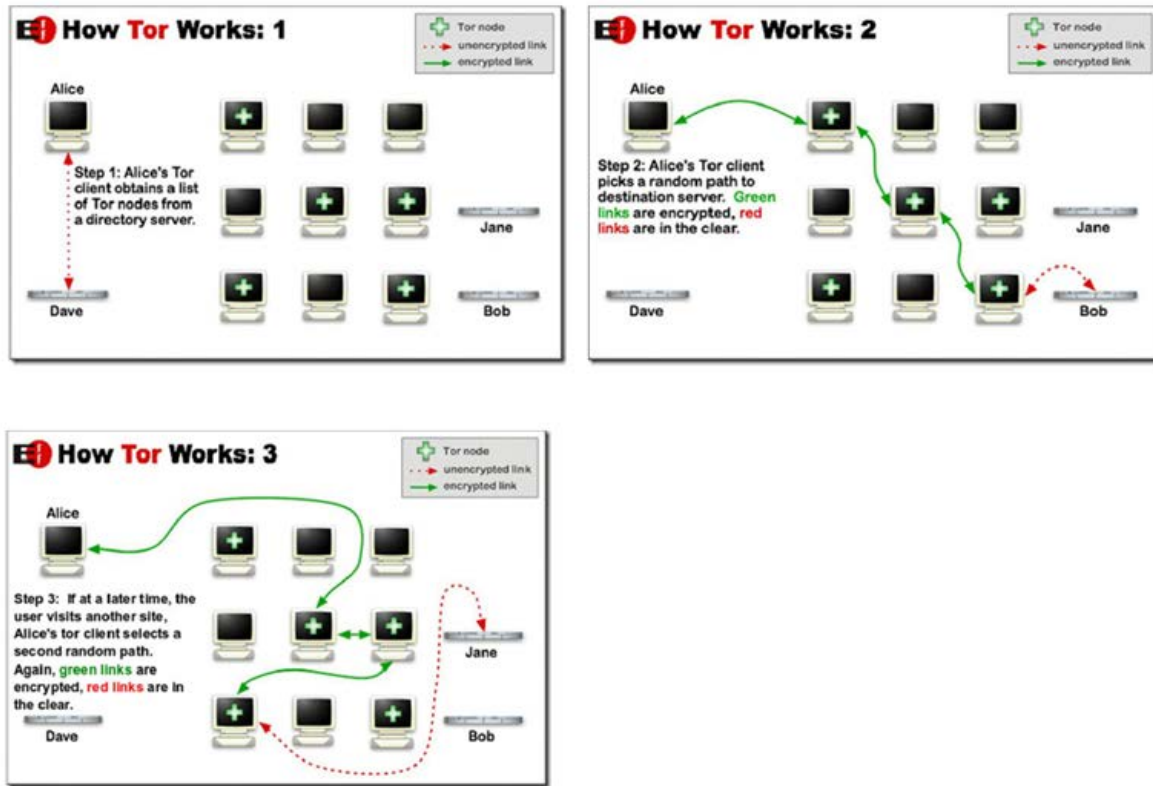 How Tor Works: 1
Tor node
unencrypted link
encrypted link
Alice
Step 1: Alice's Tor
client obtains a list
of Tor nodes from
a directory server.
Jane
Dave
Bob
How Tor Works: 2
Tor node
unencrypted link
encrypted link
Alice
Step 2: Alice's Tor client
picks a random path to
destination server. Green
links are encrypted, red
links are in the clear.
Jane
Dave
Bob
How Tor Works: 3
Tor node
unencrypted link
encrypted link
Alice
Step 3: If at a later time, the
user visits another site,
Alice's tor client selects a
second random path.
Again, green links are
encrypted, red links are in
the clear.
Jane
Dave
Bob